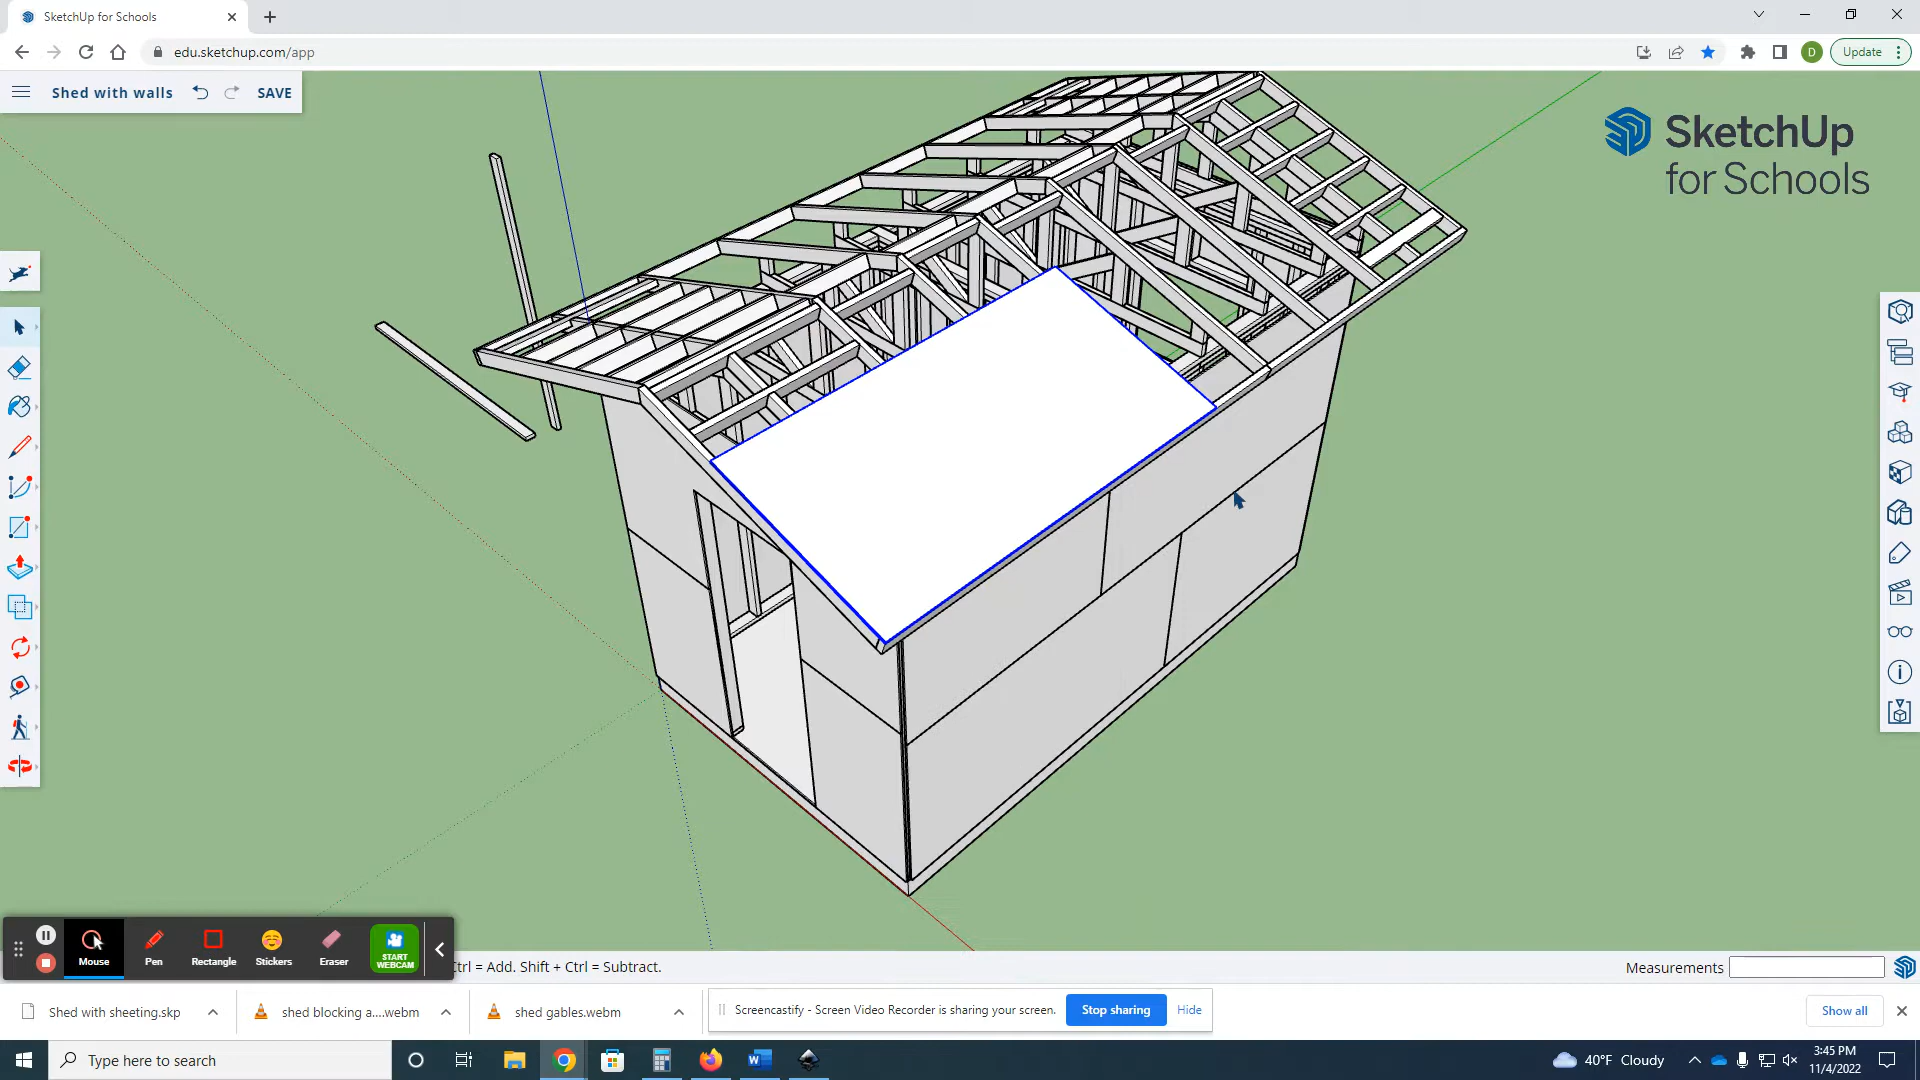 SketchUp for Schools
edu.sketchup.com/app
D
Update
Shed with walls
SAVE
SketchUp
for Schools
Mouse
Pen
Rectangle
Stickers
Eraser
START
WEBCAM
Ctrl = Add. Shift + Ctrl = Subtract.
Measurements
Shed with sheeting.skp
shed blocking a....webm
shed gables.webm
Screencastify - Screen Video Recorder is sharing your screen.
Stop sharing
Hide
Show all
Type here to search
40°F Cloudy
3:45 PM
11/4/2022